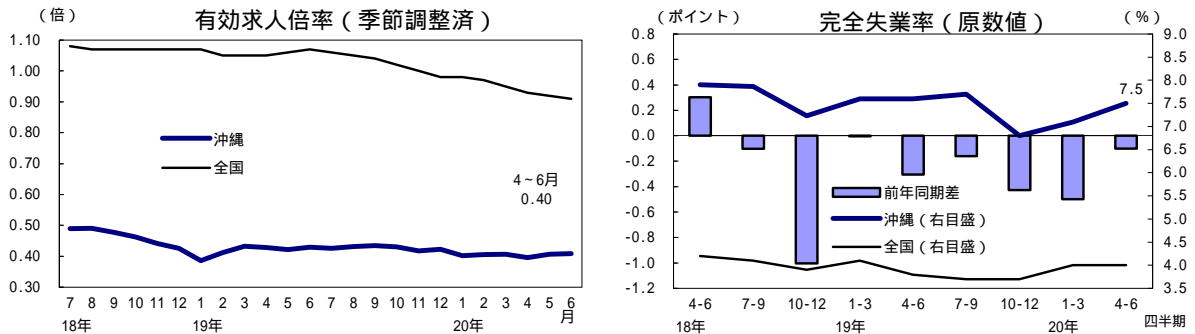 有効求人倍率（季節調整済）
（倍）
1.10
1.00
0.90
0.80
0.70
0.60
0.50
0.40
0.30
沖縄
全国
4～6月
0.40
7 8 9 10 11 12 1 2 3 4 5 6 7 8 9 10 11 12 1 2 3 4 5 6
月
18年 19年 20年
完全失業率（原数値）
（ポイント） （％）
0.8
0.6
0.4
0.2
0.0
-0.2
-0.4
-0.6
-0.8
-1.0
-1.2
9.0
8.5
8.0
7.5
7.0
6.5
6.0
5.5
5.0
4.5
4.0
3.5
7.5
前年同期差
沖縄（右目盛）
全国（右目盛）
4-6 7-9 10-12 1-3 4-6 7-9 10-12 1-3 4-6
18年 19年 20年 四半期